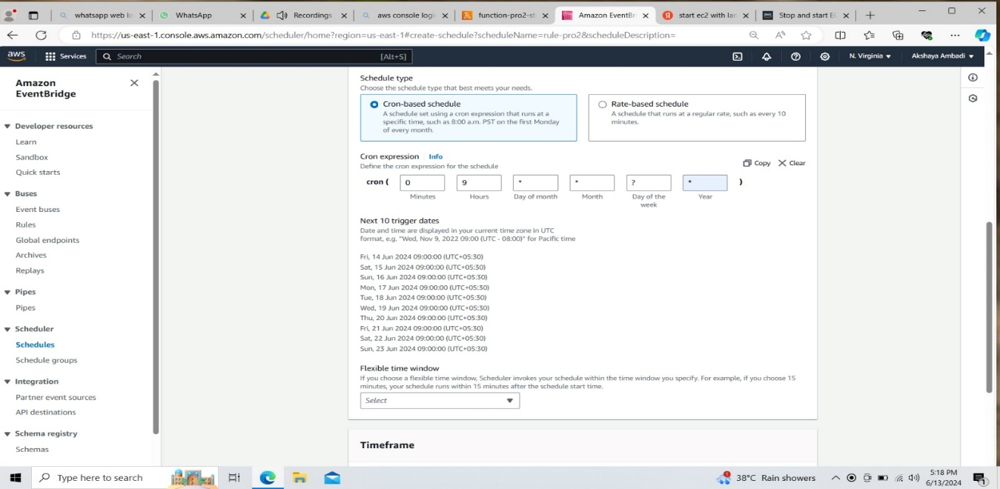 whatsapp web lo
WhatsApp
Recordings
aws console logi
function-pro2-st
Amazon EventBri
start ec2 with lan
Stop and start EC
https://us-east-1.console.aws.amazon.com/scheduler/home?region=us-east-1#create-schedule?scheduleName=rule-pro2&scheduleDescription=
aws
Services
Search
[Alt+S]
N. Virginia
Akshaya Ambadi
Amazon
EventBridge
Developer resources
Learn
Sandbox
Quick starts
Buses
Event buses
Rules
Global endpoints
Archives
Replays
Pipes
Pipes
Scheduler
Schedules
Schedule groups
Integration
Partner event sources
API destinations
Schema registry
Schemas
Schedule type
Choose the schedule type that best meets your needs.
Cron-based schedule
A schedule set using a cron expression that runs at a
specific time, such as 8:00 a.m. PST on the first Monday
of every month.
Rate-based schedule
A schedule that runs at a regular rate, such as every 10
minutes.
Cron expression Info
Define the cron expression for the schedule
Copy Clear
cron ( 0 9 * * ? * )
Minutes Hours Day of month Month Day of the
week Year
Next 10 trigger dates
Date and time are displayed in your current time zone in UTC
format, e.g. "Wed, Nov 9, 2022 09:00 (UTC - 08:00)" for Pacific time
Fri, 14 Jun 2024 09:00:00 (UTC+05:30)
Sat, 15 Jun 2024 09:00:00 (UTC+05:30)
Sun, 16 Jun 2024 09:00:00 (UTC+05:30)
Mon, 17 Jun 2024 09:00:00 (UTC+05:30)
Tue, 18 Jun 2024 09:00:00 (UTC+05:30)
Wed, 19 Jun 2024 09:00:00 (UTC+05:30)
Thu, 20 Jun 2024 09:00:00 (UTC+05:30)
Fri, 21 Jun 2024 09:00:00 (UTC+05:30)
Sat, 22 Jun 2024 09:00:00 (UTC+05:30)
Sun, 23 Jun 2024 09:00:00 (UTC+05:30)
Flexible time window
If you choose a flexible time window, Scheduler invokes your schedule within the time window you specify. For example, if you choose 15
minutes, your schedule runs within 15 minutes after the schedule start time.
Select
Timeframe
Type here to search
38°C Rain showers
5:18 PM
6/13/2024